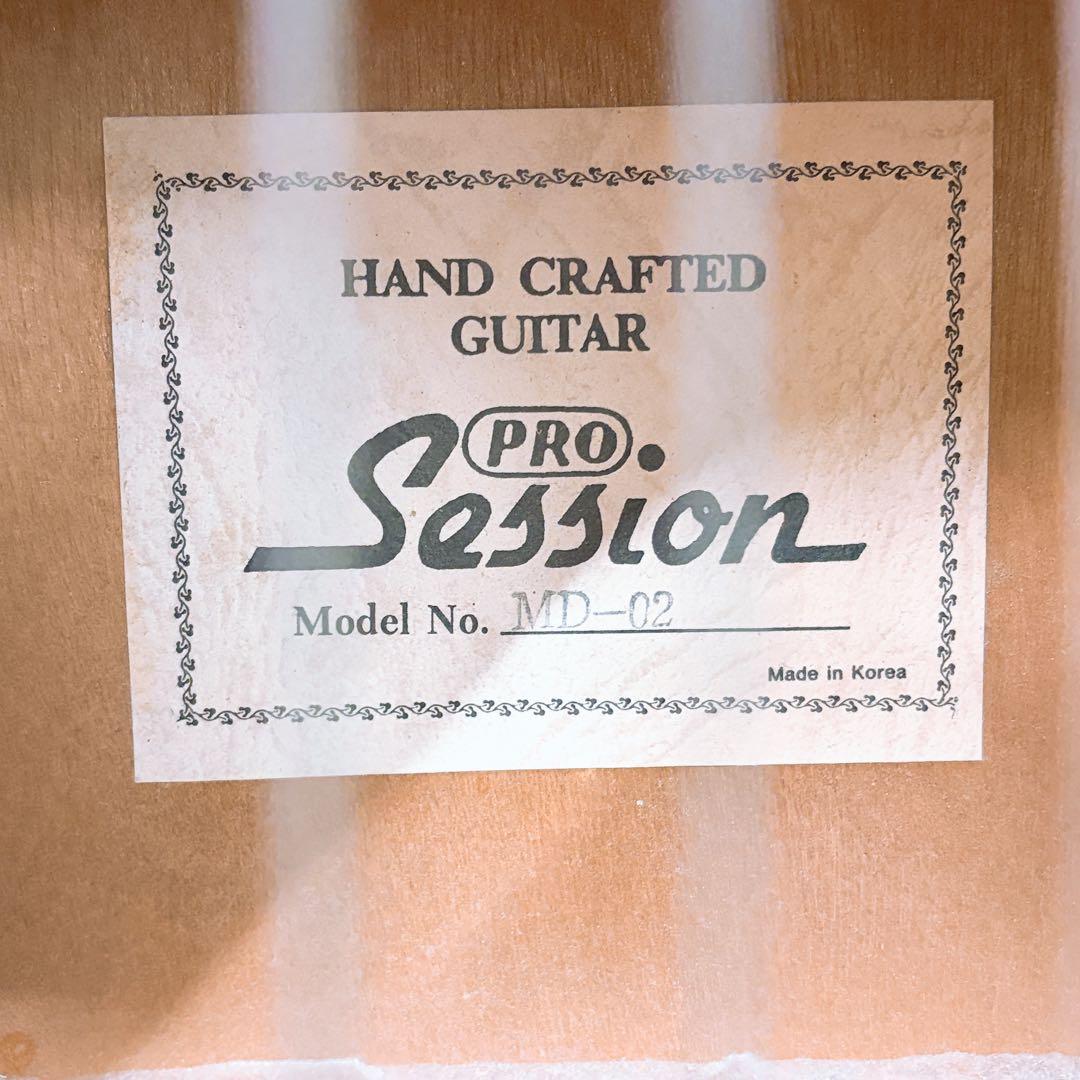 HAND CRAFTED
GUITAR
PRO
Session
Model No. MD-02
Made in Korea